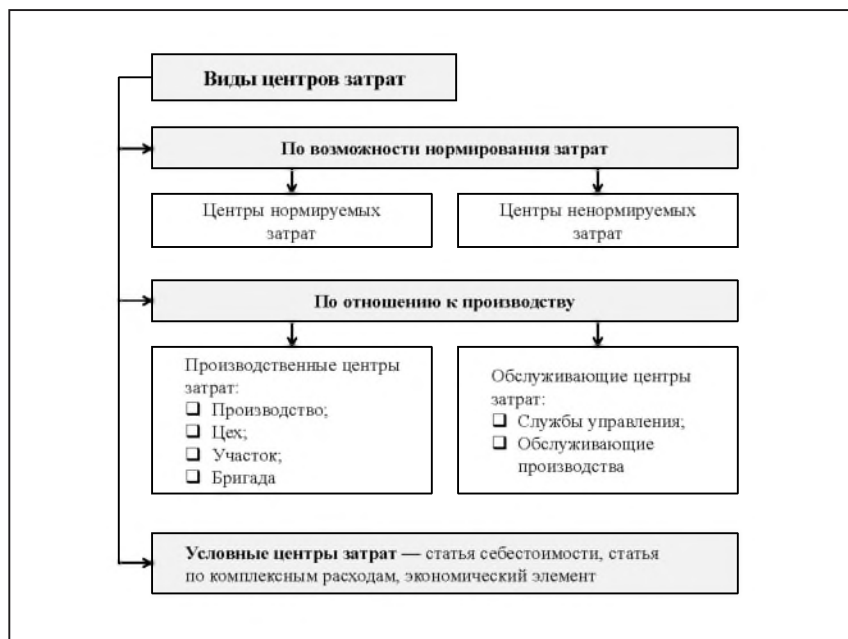 Виды центров затрат
По возможности нормирования затрат
Центры нормируемых
затрат
Центры ненормируемых
затрат
По отношению к производству
Производственные центры
затрат:
❑ Производство;
❑ Цех;
❑ Участок;
❑ Бригада
Обслуживающие центры
затрат:
❑ Службы управления;
❑ Обслуживающие
производства
Условные центры затрат — статья себестоимости, статья
по комплексным расходам, экономический элемент